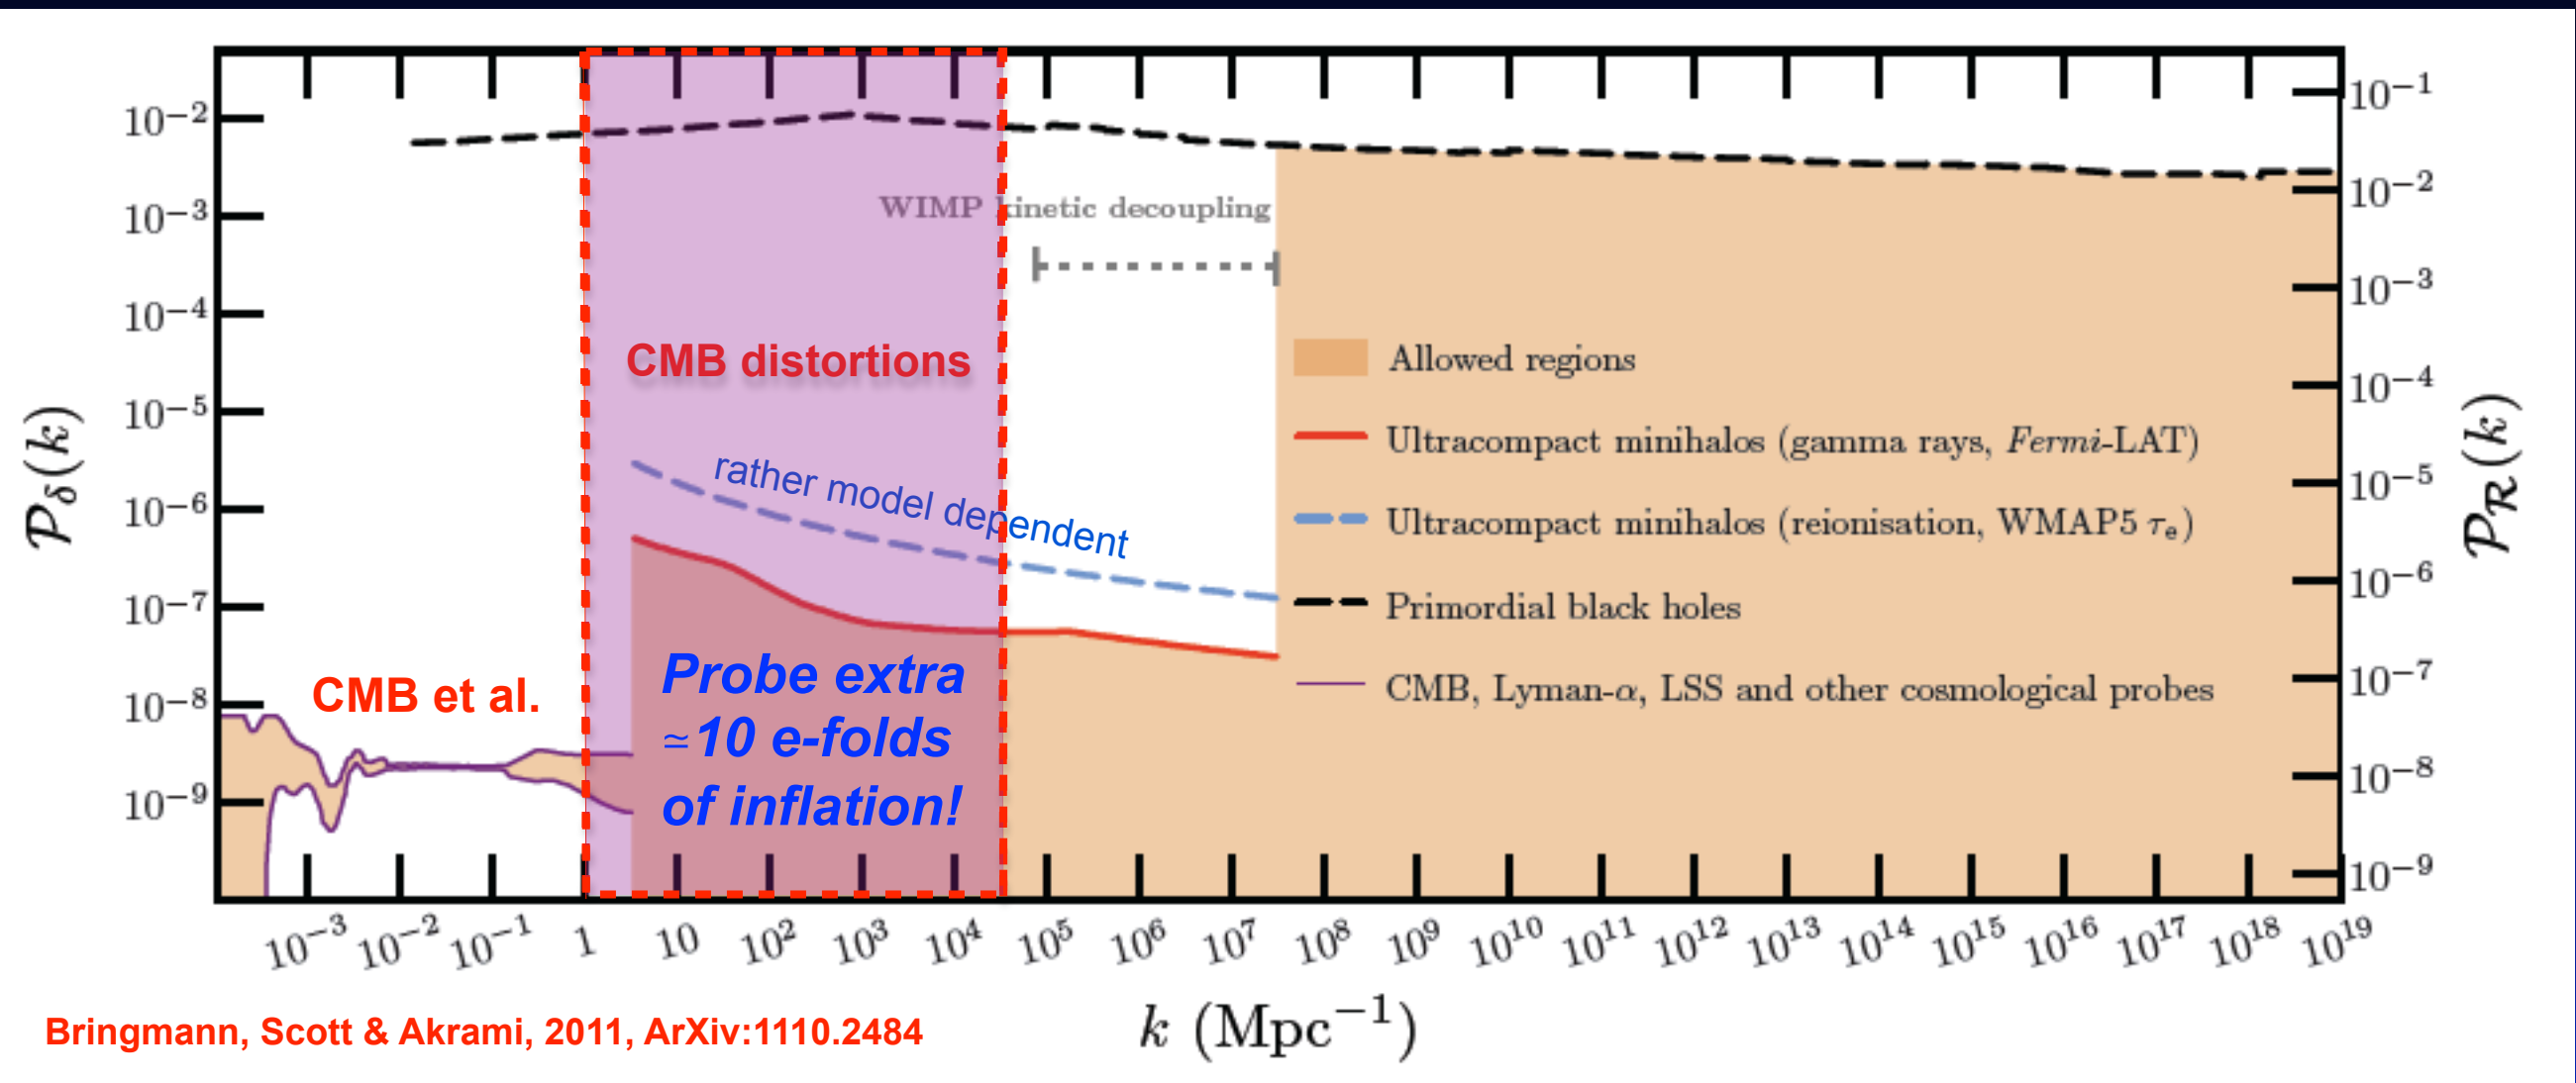 10⁻²
10⁻³
10⁻⁴
10⁻⁵
10⁻⁶
10⁻⁷
10⁻⁸
10⁻⁹
𝒫δ(k)
WIMP kinetic decoupling
CMB distortions
rather model dependent
CMB et al.
Probe extra
≃10 e-folds
of inflation!
Allowed regions
Ultracompact minihalos (gamma rays, Fermi-LAT)
Ultracompact minihalos (reionisation, WMAP5 τₑ)
Primordial black holes
CMB, Lyman-α, LSS and other cosmological probes
10⁻¹
10⁻²
10⁻³
10⁻⁴
10⁻⁵
10⁻⁶
10⁻⁷
10⁻⁸
10⁻⁹
𝒫ℛ(k)
10⁻³ 10⁻² 10⁻¹ 1 10 10² 10³ 10⁴ 10⁵ 10⁶ 10⁷ 10⁸ 10⁹ 10¹⁰ 10¹¹ 10¹² 10¹³ 10¹⁴ 10¹⁵ 10¹⁶ 10¹⁷ 10¹⁸ 10¹⁹
k (Mpc⁻¹)
Bringmann, Scott & Akrami, 2011, ArXiv:1110.2484